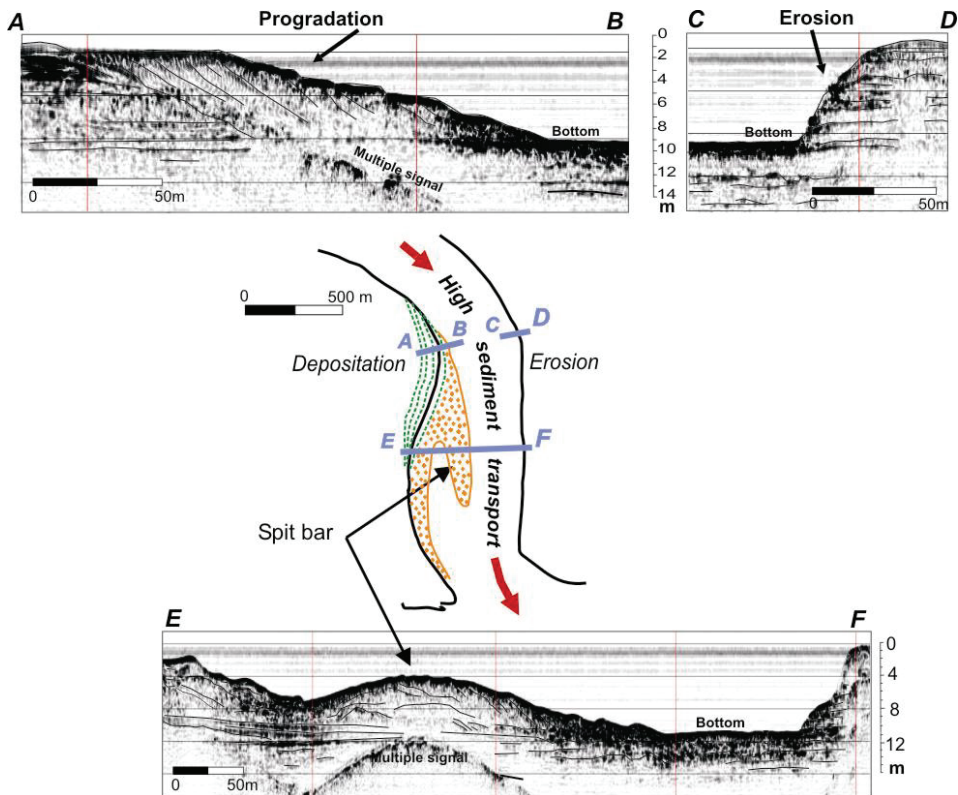 A
Progradation
B
C
Erosion
D
Bottom
Multiple signal
0 50m
Bottom
0 50m
0
2
4
6
8
10
12
14
m
0 500 m
High
sediment
transport
A
B
C
D
Depositation
Erosion
E
F
Spit bar
E
F
Bottom
Multiple signal
0 50m
0
4
8
12
m